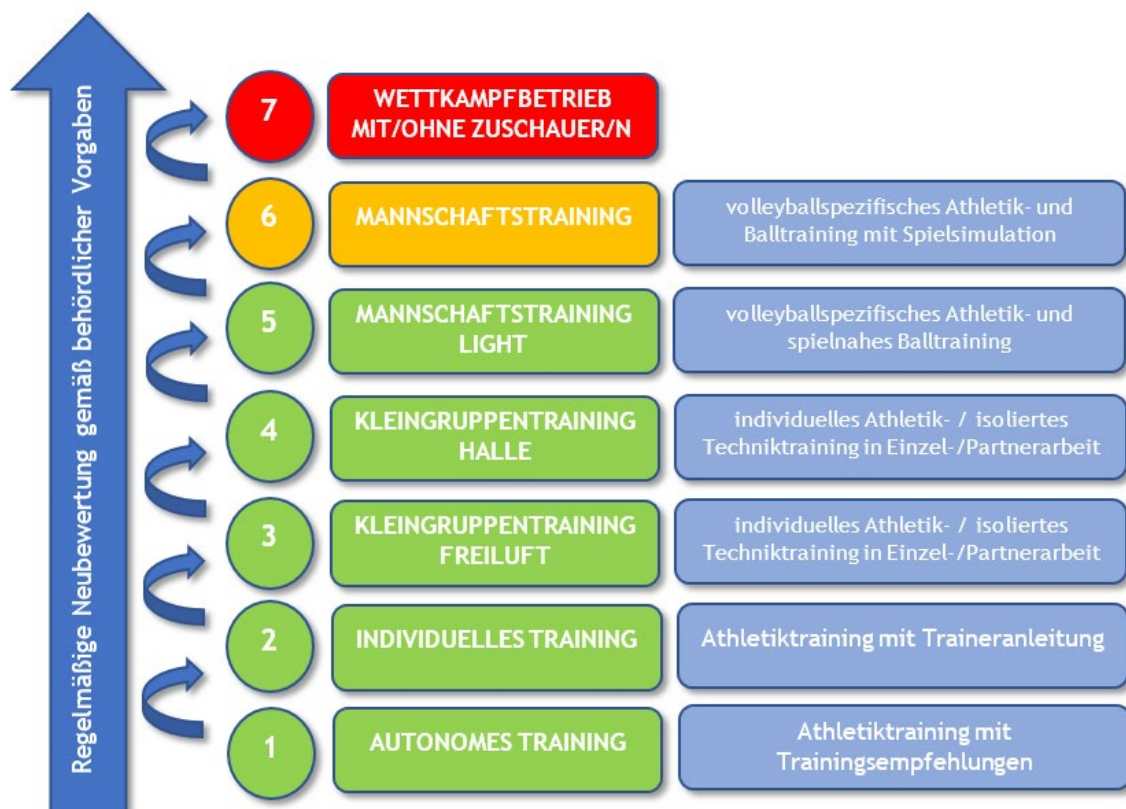 Regelmäßige Neubewertung gemäß behördlicher Vorgaben
7
WETTKAMPFBETRIEB
MIT/OHNE ZUSCHAUER/N
6
MANNSCHAFTSTRAINING
volleyballspezifisches Athletik- und
Balltraining mit Spielsimulation
5
MANNSCHAFTSTRAINING
LIGHT
volleyballspezifisches Athletik- und
spielnahes Balltraining
4
KLEINGRUPPENTRAINING
HALLE
individuelles Athletik- / isoliertes
Techniktraining in Einzel-/Partnerarbeit
3
KLEINGRUPPENTRAINING
FREILUFT
individuelles Athletik- / isoliertes
Techniktraining in Einzel-/Partnerarbeit
2
INDIVIDUELLES TRAINING
Athletiktraining mit Traineranleitung
1
AUTONOMES TRAINING
Athletiktraining mit
Trainingsempfehlungen